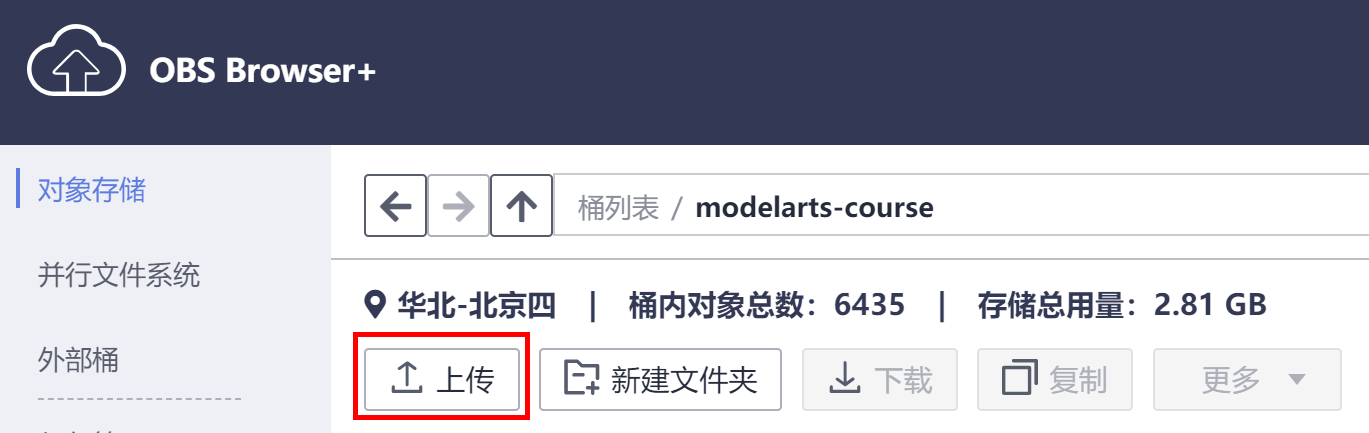 OBS Browser+
对象存储
并行文件系统
外部桶
桶列表 / modelarts-course
华北-北京四 | 桶内对象总数：6435 | 存储总用量：2.81 GB
上传 新建文件夹 下载 复制 更多